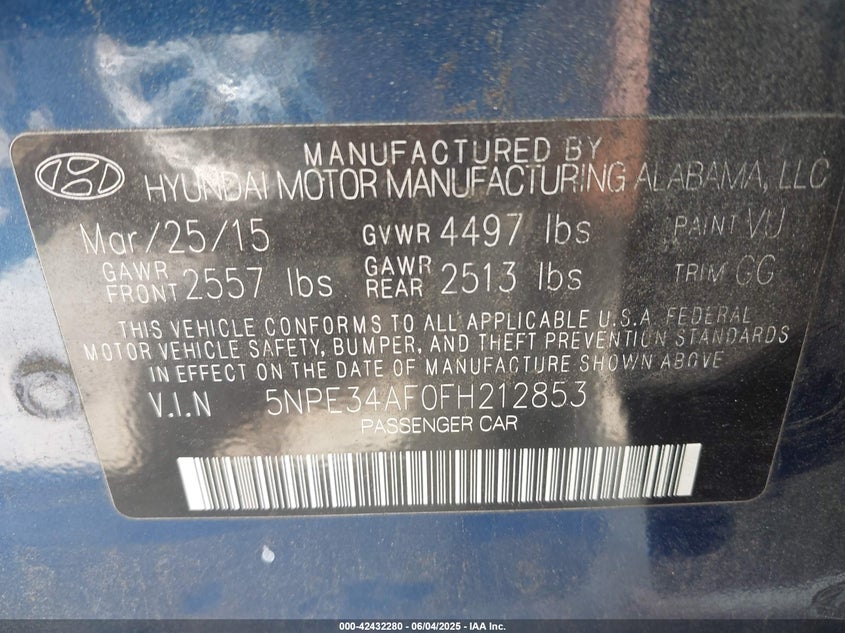 MANUFACTURED BY
HYUNDAI MOTOR MANUFACTURING ALABAMA, LLC
Mar/25/15 GVWR 4497 lbs PAINT VU
GAWR FRONT 2557 lbs GAWR REAR 2513 lbs TRIM GG
THIS VEHICLE CONFORMS TO ALL APPLICABLE U.S.A FEDERAL
MOTOR VEHICLE SAFETY, BUMPER, AND THEFT PREVENTION STANDARDS
IN EFFECT ON THE DATE OF MANUFACTURE SHOWN ABOVE
V.I.N 5NPE34AF0FH212853
PASSENGER CAR
000-42432280 - 06/04/2025 - IAA Inc.